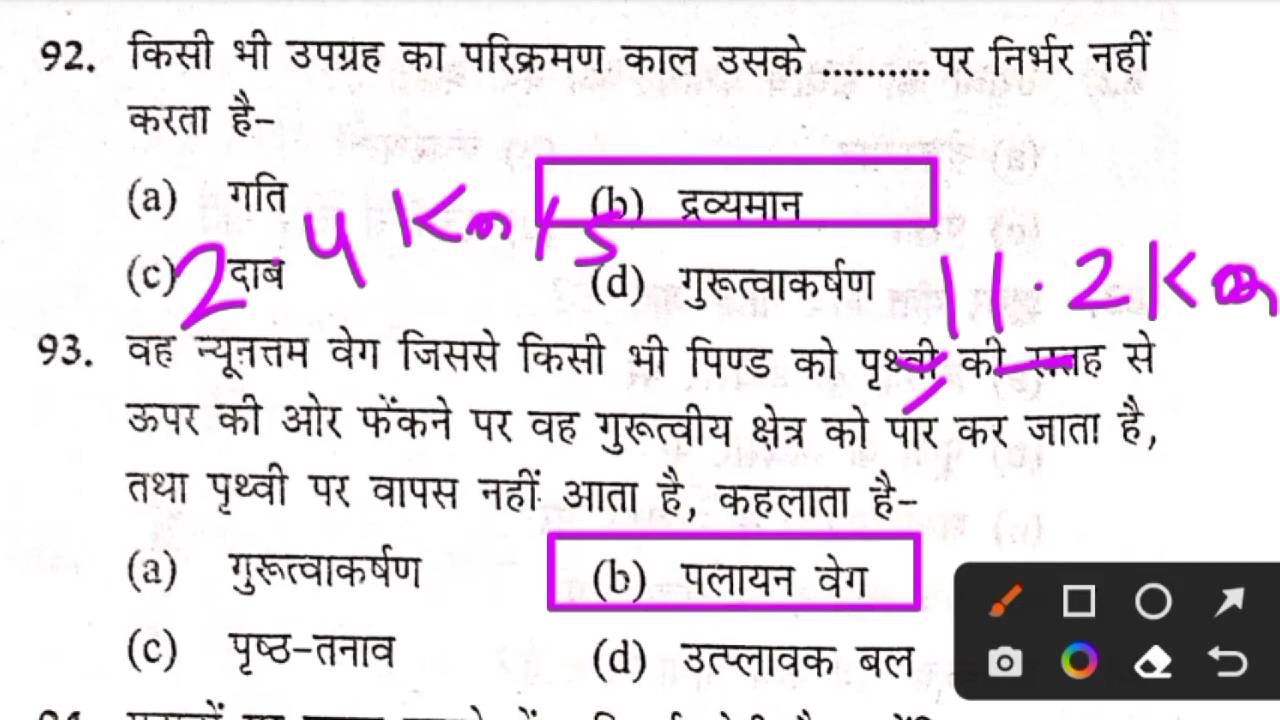 92. किसी भी उपग्रह का परिक्रमण काल उसके ..........पर निर्भर नहीं
करता है-
(a) गति (b) द्रव्यमान
2.4 Km/s
(c) दाब (d) गुरूत्वाकर्षण
11.2 Km
93. वह न्यूनत्तम वेग जिससे किसी भी पिण्ड को पृथ्वी की सतह से
ऊपर की ओर फेंकने पर वह गुरूत्वीय क्षेत्र को पार कर जाता है,
तथा पृथ्वी पर वापस नहीं आता है, कहलाता है-
(a) गुरूत्वाकर्षण (b) पलायन वेग
(c) पृष्ठ-तनाव (d) उत्प्लावक बल